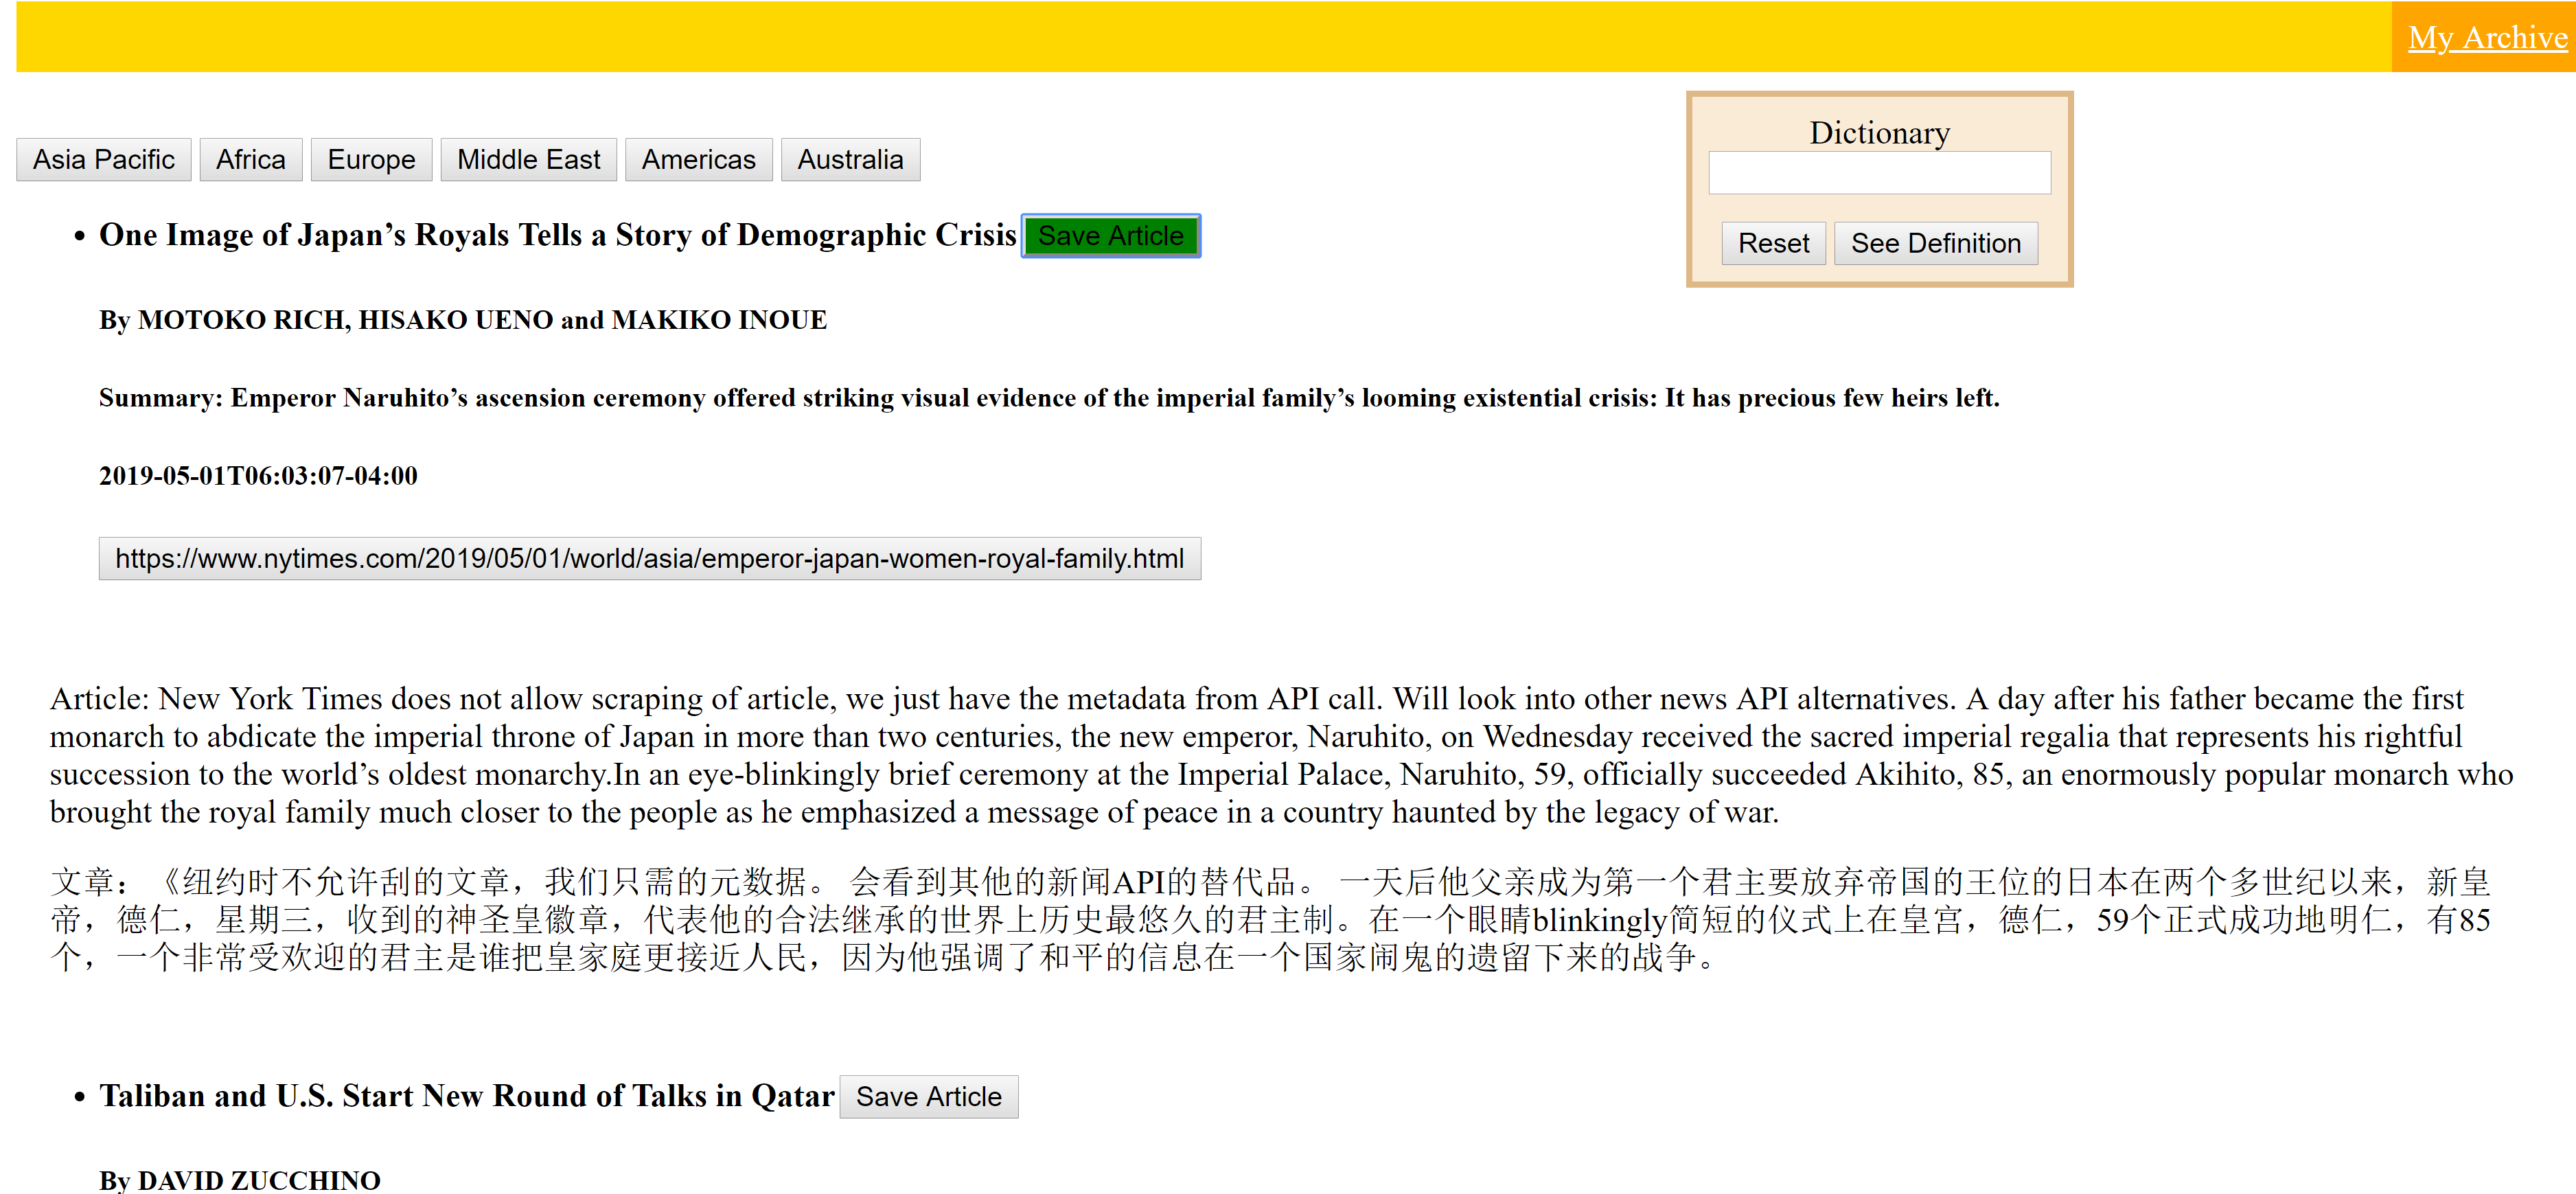 My Archive
Dictionary
Asia Pacific Africa Europe Middle East Americas Australia
• One Image of Japan’s Royals Tells a Story of Demographic Crisis Save Article
Reset See Definition
By MOTOKO RICH, HISAKO UENO and MAKIKO INOUE
Summary: Emperor Naruhito’s ascension ceremony offered striking visual evidence of the imperial family’s looming existential crisis: It has precious few heirs left.
2019-05-01T06:03:07-04:00
https://www.nytimes.com/2019/05/01/world/asia/emperor-japan-women-royal-family.html
Article: New York Times does not allow scraping of article, we just have the metadata from API call. Will look into other news API alternatives. A day after his father became the first
monarch to abdicate the imperial throne of Japan in more than two centuries, the new emperor, Naruhito, on Wednesday received the sacred imperial regalia that represents his rightful
succession to the world’s oldest monarchy.In an eye-blinkingly brief ceremony at the Imperial Palace, Naruhito, 59, officially succeeded Akihito, 85, an enormously popular monarch who
brought the royal family much closer to the people as he emphasized a message of peace in a country haunted by the legacy of war.
文章：《纽约时不允许刮的文章，我们只需的元数据。 会看到其他的新闻API的替代品。 一天后他父亲成为第一个君主要放弃帝国的王位的日本在两个多世纪以来，新皇
帝，德仁，星期三，收到的神圣皇徽章，代表他的合法继承的世界上历史最悠久的君主制。在一个眼睛blinkingly简短的仪式上在皇宫，德仁，59个正式成功地明仁，有85
个，一个非常受欢迎的君主是谁把皇家庭更接近人民，因为他强调了和平的信息在一个国家闹鬼的遗留下来的战争。
• Taliban and U.S. Start New Round of Talks in Qatar Save Article
By DAVID ZUCCHINO